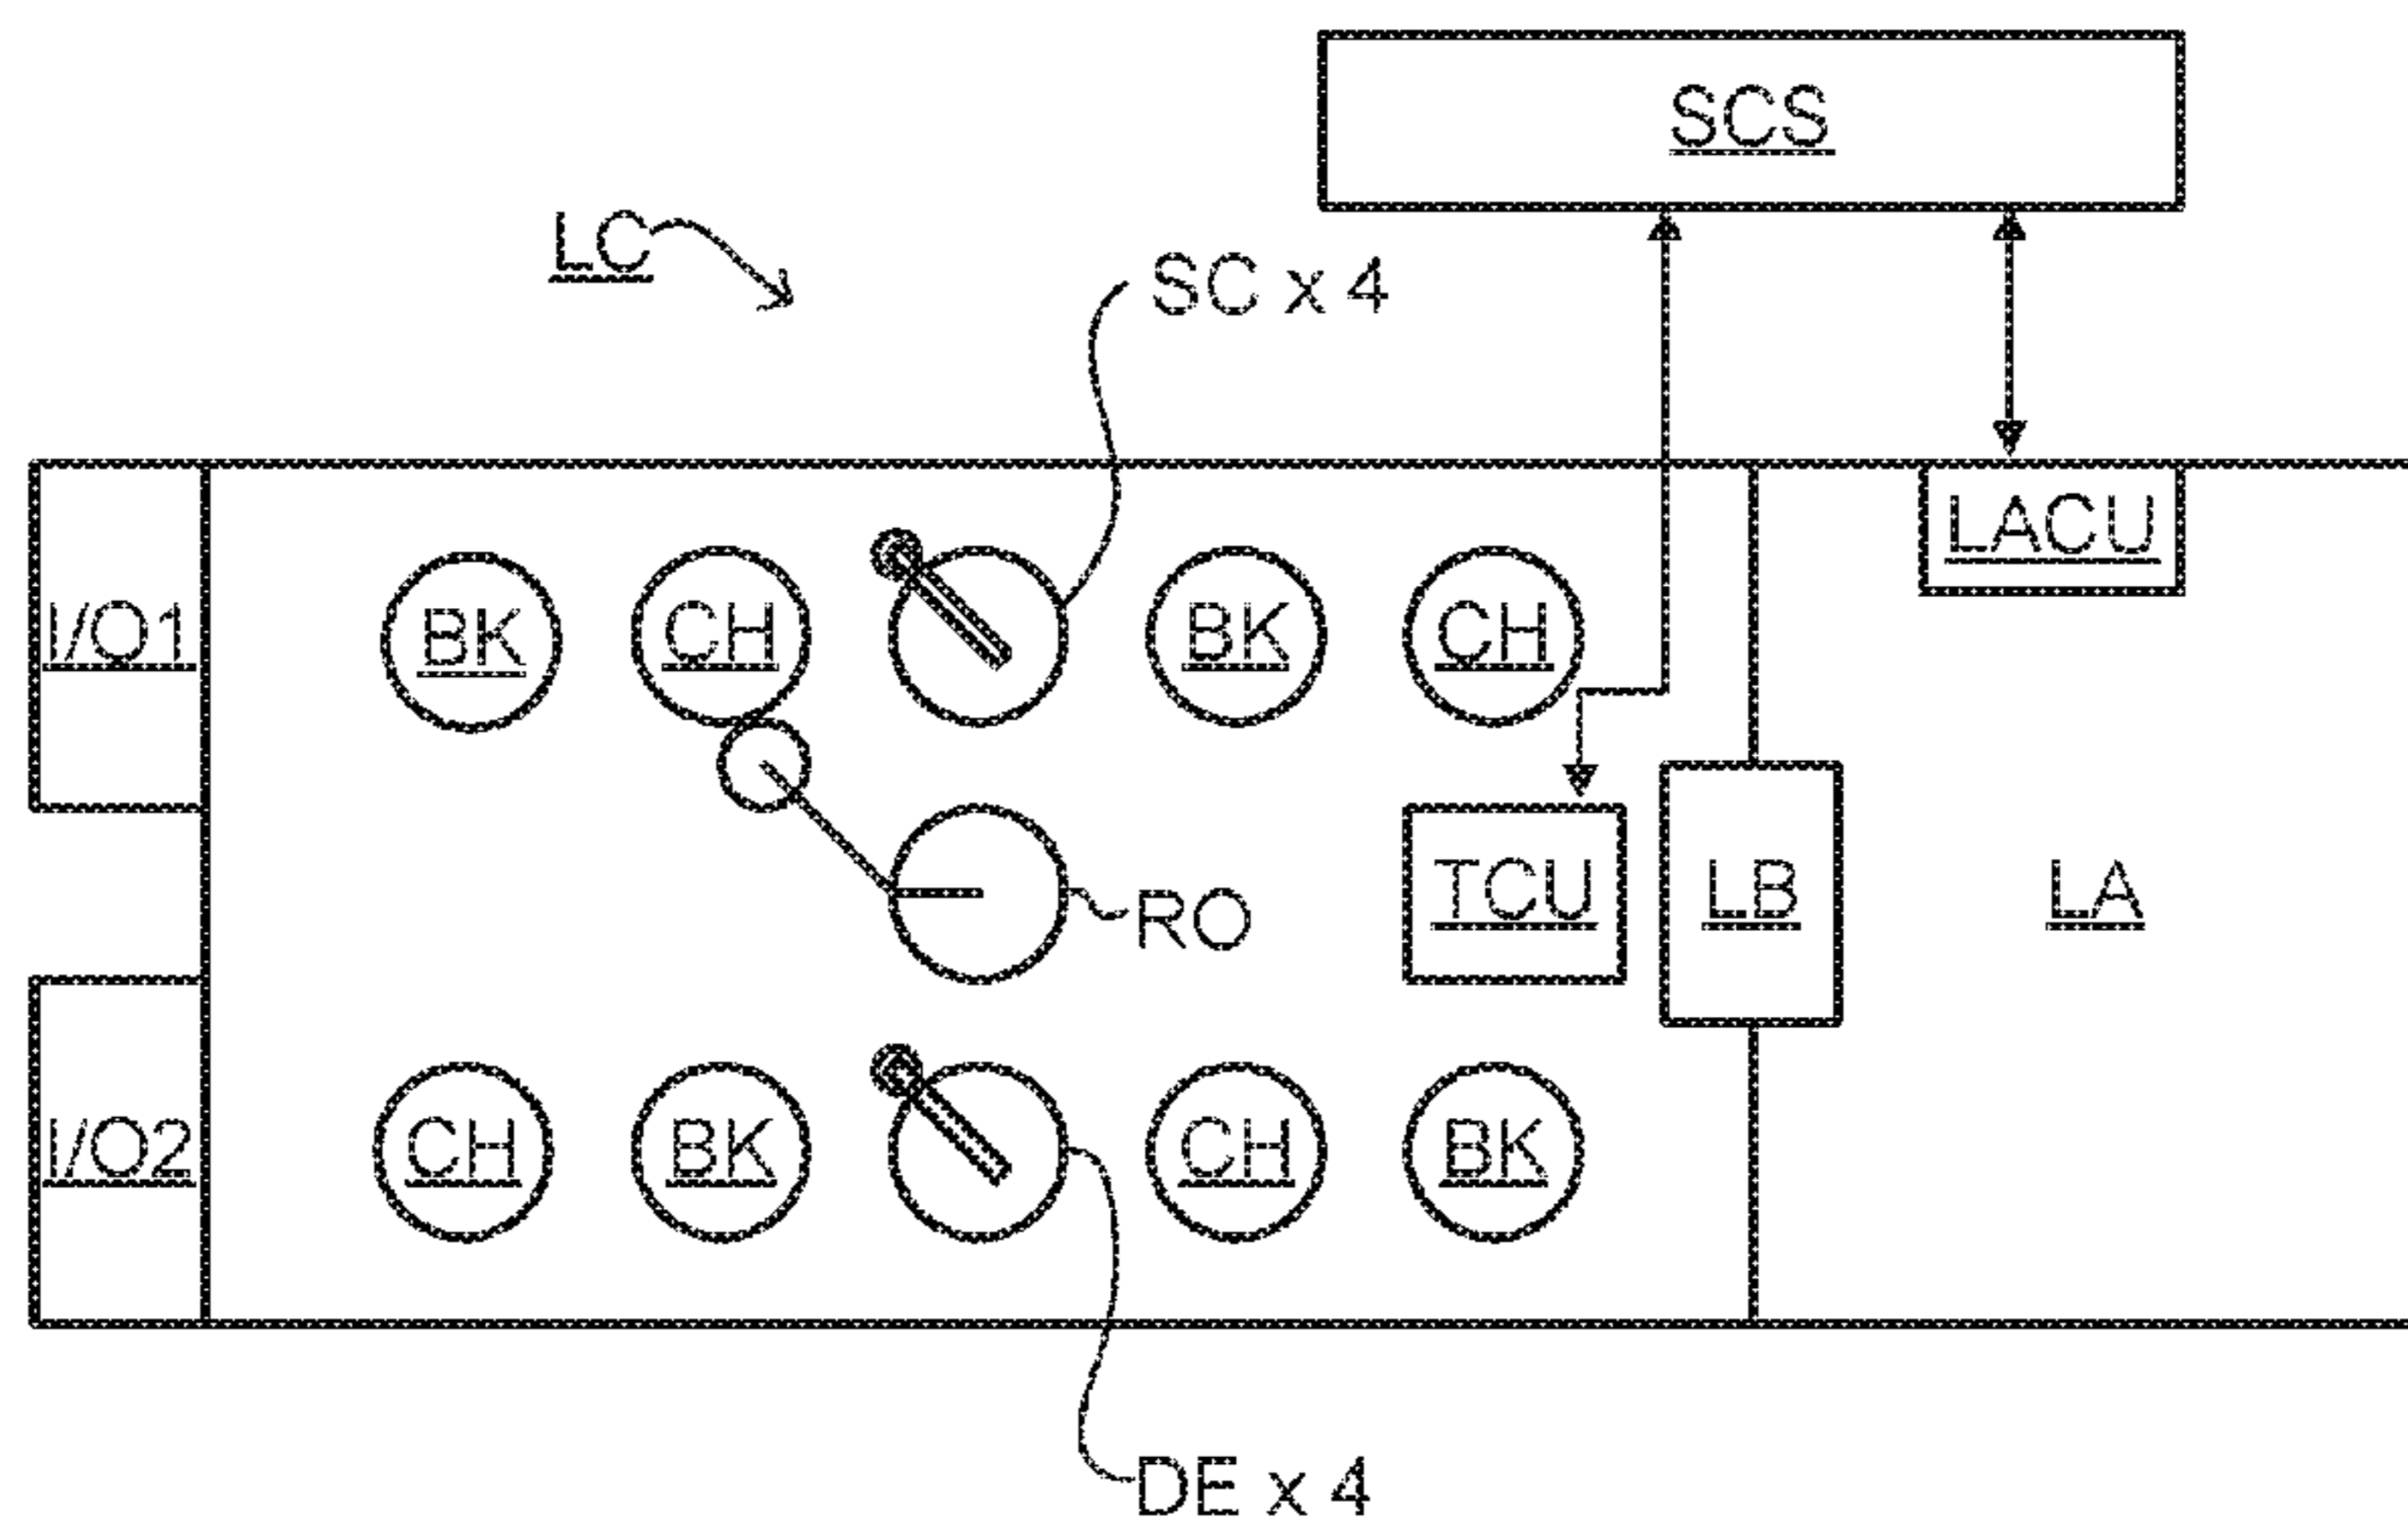 SCS
LC
SC x 4
LACU
I/O1
BK
CH
BK
CH
RO
TCU
LB
LA
I/O2
CH
BK
CH
BK
DE x 4